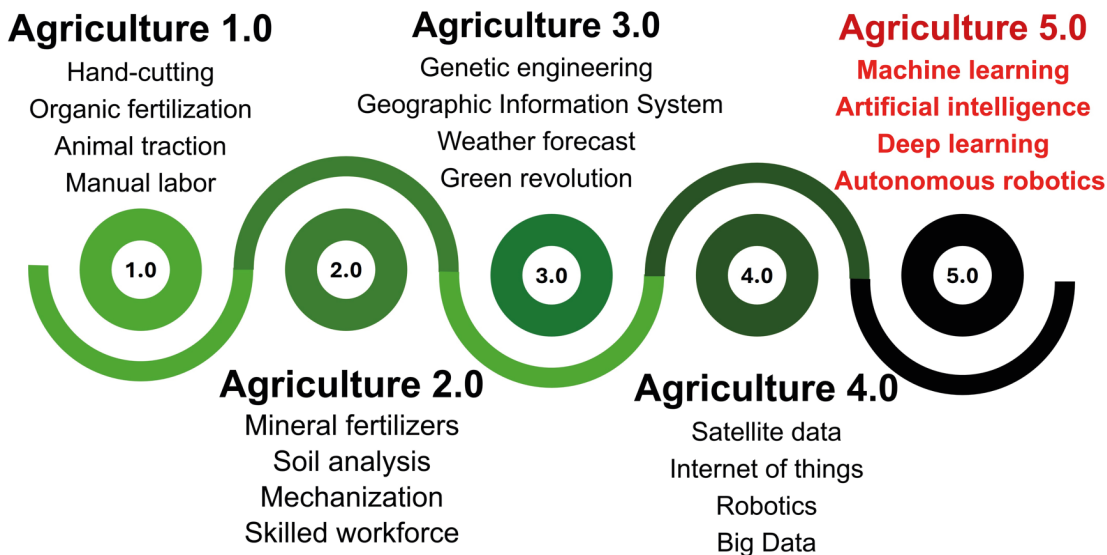 Agriculture 1.0
Hand-cutting
Organic fertilization
Animal traction
Manual labor
Agriculture 3.0
Genetic engineering
Geographic Information System
Weather forecast
Green revolution
Agriculture 5.0
Machine learning
Artificial intelligence
Deep learning
Autonomous robotics
1.0
2.0
3.0
4.0
5.0
Agriculture 2.0
Mineral fertilizers
Soil analysis
Mechanization
Skilled workforce
Agriculture 4.0
Satellite data
Internet of things
Robotics
Big Data